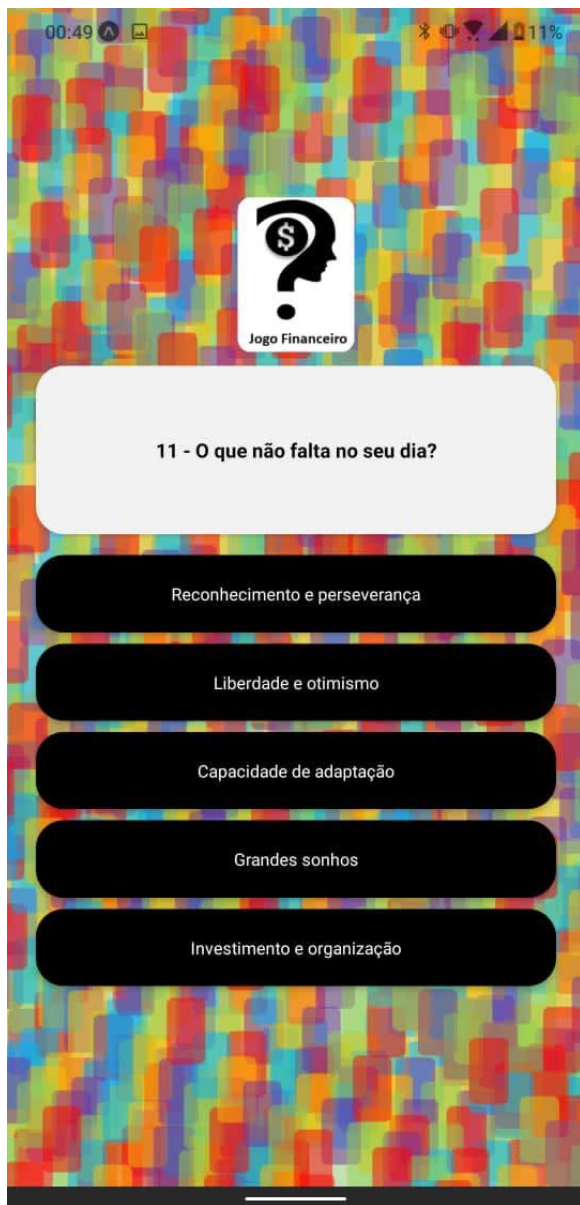 00:49
11%
$
Jogo Financeiro
11 - O que não falta no seu dia?
Reconhecimento e perseverança
Liberdade e otimismo
Capacidade de adaptação
Grandes sonhos
Investimento e organização